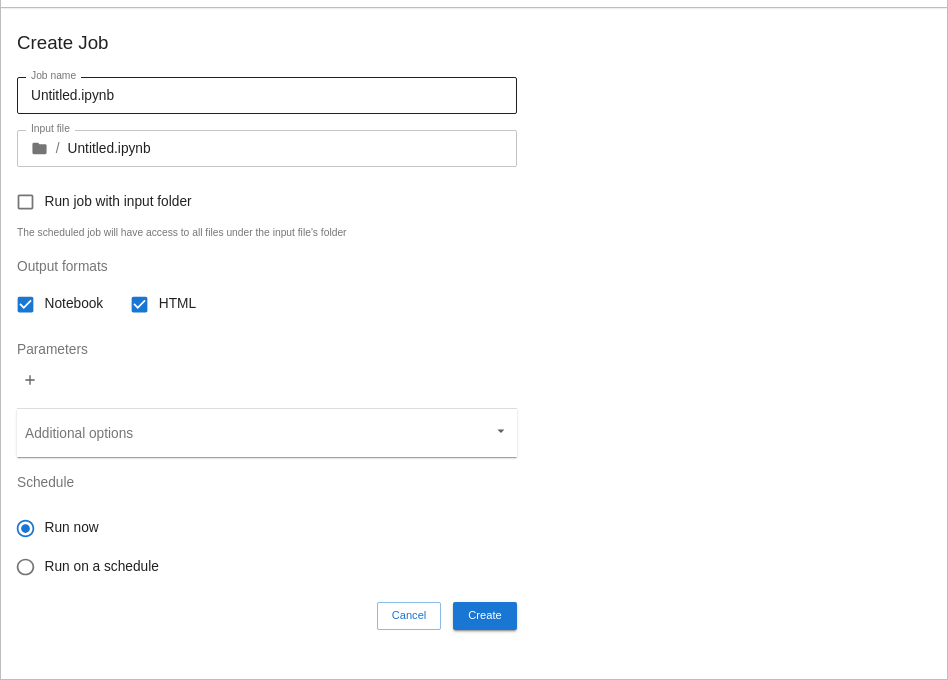 Create Job
Job name
Untitled.ipynb
Input file
/ Untitled.ipynb
Run job with input folder
The scheduled job will have access to all files under the input file's folder
Output formats
Notebook HTML
Parameters
+
Additional options
Schedule
Run now
Run on a schedule
Cancel Create